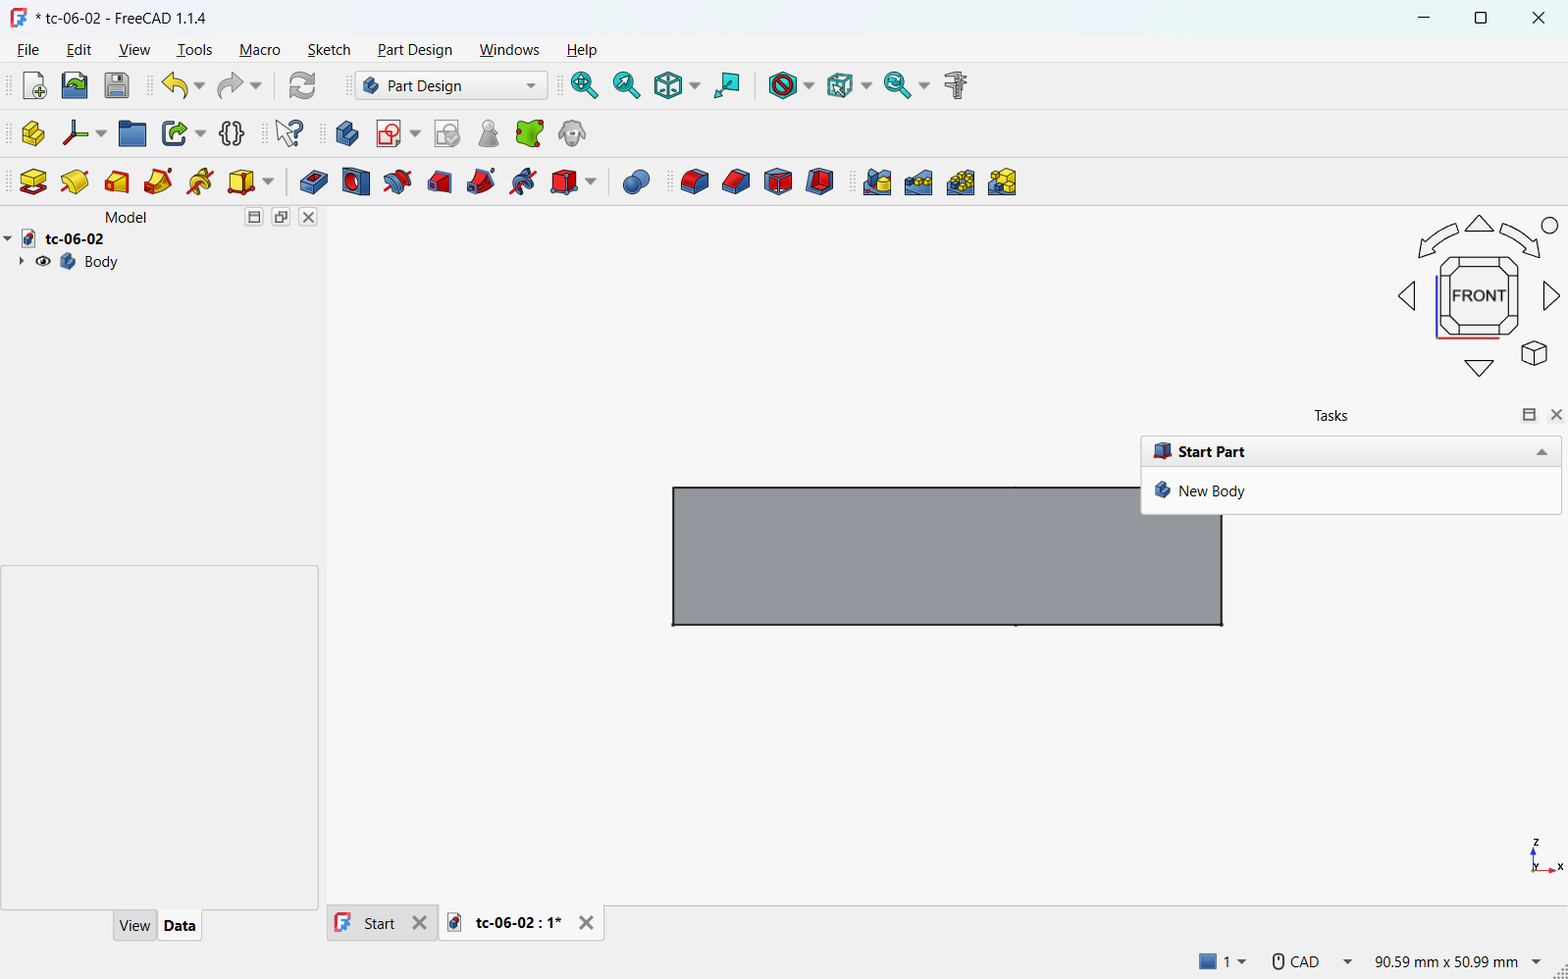 * tc-06-02 - FreeCAD 1.1.4
File Edit View Tools Macro Sketch Part Design Windows Help
Part Design
Model
tc-06-02
Body
FRONT
Tasks
Start Part
New Body
Z
Y X
View Data
Start tc-06-02 : 1*
1 CAD 90.59 mm x 50.99 mm